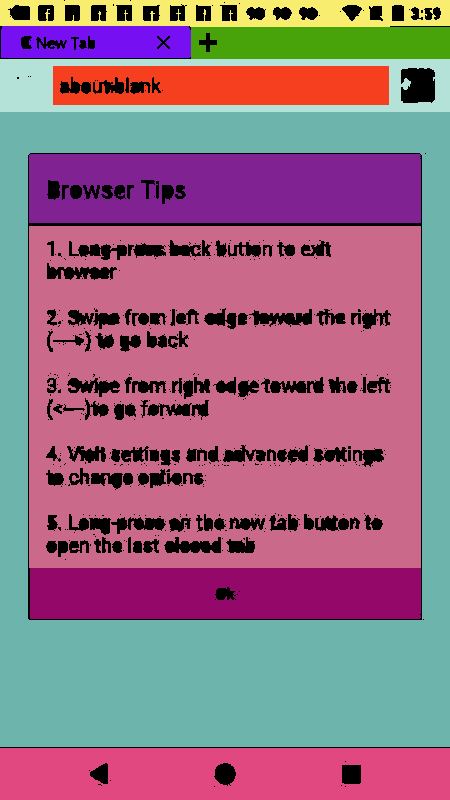 3:59
New Tab
about:blank
Browser Tips
1. Long-press back button to exit
browser
2. Swipe from left edge toward the right
(--->) to go back
3. Swipe from right edge toward the left
(<---)to go forward
4. Visit settings and advanced settings
to change options
5. Long-press on the new tab button to
open the last closed tab
Ok